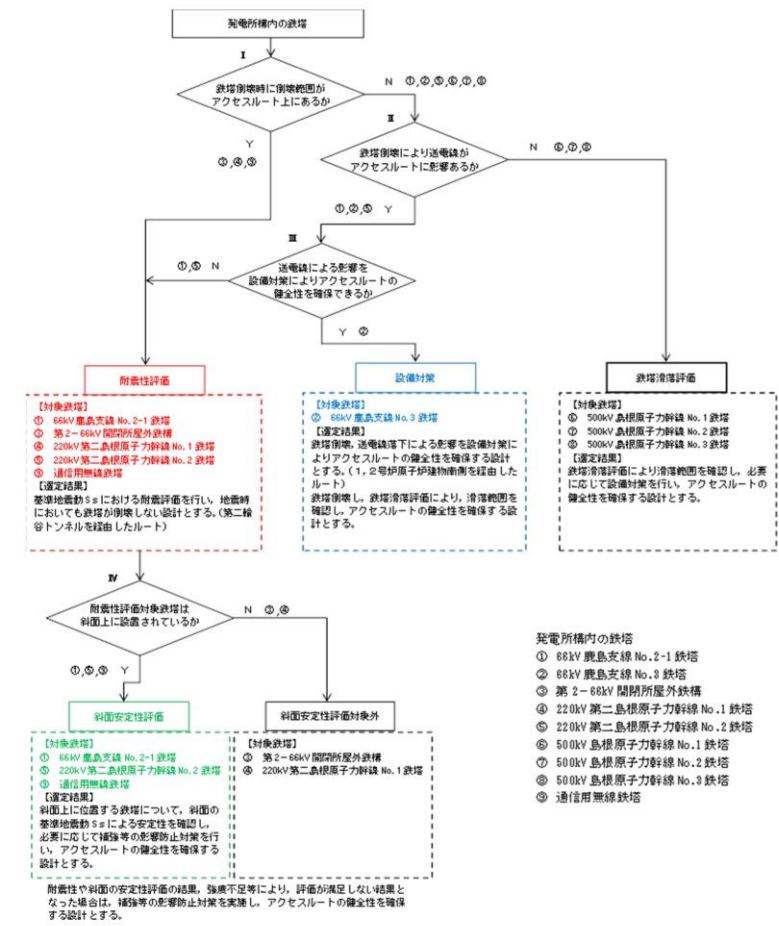 発電所構内の鉄塔
Ⅰ
鉄塔倒壊時に倒壊範囲が
アクセスルート上にあるか
N ①,②,⑤,⑥,⑦,⑧
Y
③,④,⑨
Ⅱ
鉄塔倒壊により送電線が
アクセスルートに影響あるか
N ⑥,⑦,⑧
①,②,⑤ Y
Ⅲ
送電線による影響を
設備対策によりアクセスルートの
健全性を確保できるか
①,⑤ N
Y ②
耐震性評価
【対象鉄塔】
① 66kV 鹿島支線 No.2-1 鉄塔
③ 第2-66kV 開閉所屋外鉄構
④ 220kV 第二島根原子力幹線 No.1 鉄塔
⑤ 220kV 第二島根原子力幹線 No.2 鉄塔
⑨ 通信用無線鉄塔
【選定結果】
基準地震動Ssにおける耐震評価を行い,地震時
においても鉄塔が倒壊しない設計とする。(第二輪
谷トンネルを経由したルート)
設備対策
【対象鉄塔】
② 66kV 鹿島支線 No.3 鉄塔
【選定結果】
鉄塔倒壊,送電線落下による影響を設備対策に
よりアクセスルートの健全性を確保する設計
とする。(1,2号炉原子炉建物南側を経由した
ルート)
鉄塔倒壊し,鉄塔滑落評価により,滑落範囲を
確認し,アクセスルートの健全性を確保する設
計とする。
鉄塔滑落評価
【対象鉄塔】
⑥ 500kV 島根原子力幹線 No.1 鉄塔
⑦ 500kV 島根原子力幹線 No.2 鉄塔
⑧ 500kV 島根原子力幹線 No.3 鉄塔
【選定結果】
鉄塔滑落評価により滑落範囲を確認し,必要
に応じて設備対策を行い,アクセスルートの
健全性を確保する設計とする。
Ⅳ
耐震性評価対象鉄塔は
斜面上に設置されているか
N ③,④
①,⑤,⑨ Y
斜面安定性評価
【対象鉄塔】
① 66kV 鹿島支線 No.2-1 鉄塔
⑤ 220kV 第二島根原子力幹線 No.2 鉄塔
⑨ 通信用無線鉄塔
【選定結果】
斜面上に位置する鉄塔について,斜面の
基準地震動Ssによる安定性を確認し,
必要に応じて補強等の影響防止対策を行
い,アクセスルートの健全性を確保する
設計とする。
斜面安定性評価対象外
【対象鉄塔】
③ 第2-66kV 開閉所屋外鉄構
④ 220kV 第二島根原子力幹線 No.1 鉄塔
発電所構内の鉄塔
① 66kV 鹿島支線 No.2-1 鉄塔
② 66kV 鹿島支線 No.3 鉄塔
③ 第2-66kV 開閉所屋外鉄構
④ 220kV 第二島根原子力幹線 No.1 鉄塔
⑤ 220kV 第二島根原子力幹線 No.2 鉄塔
⑥ 500kV 島根原子力幹線 No.1 鉄塔
⑦ 500kV 島根原子力幹線 No.2 鉄塔
⑧ 500kV 島根原子力幹線 No.3 鉄塔
⑨ 通信用無線鉄塔
耐震性や斜面の安定性評価の結果,強度不足等により,評価が満足しない結果と
なった場合は,補強等の影響防止対策を実施し,アクセスルートの健全性を確保
する設計とする。